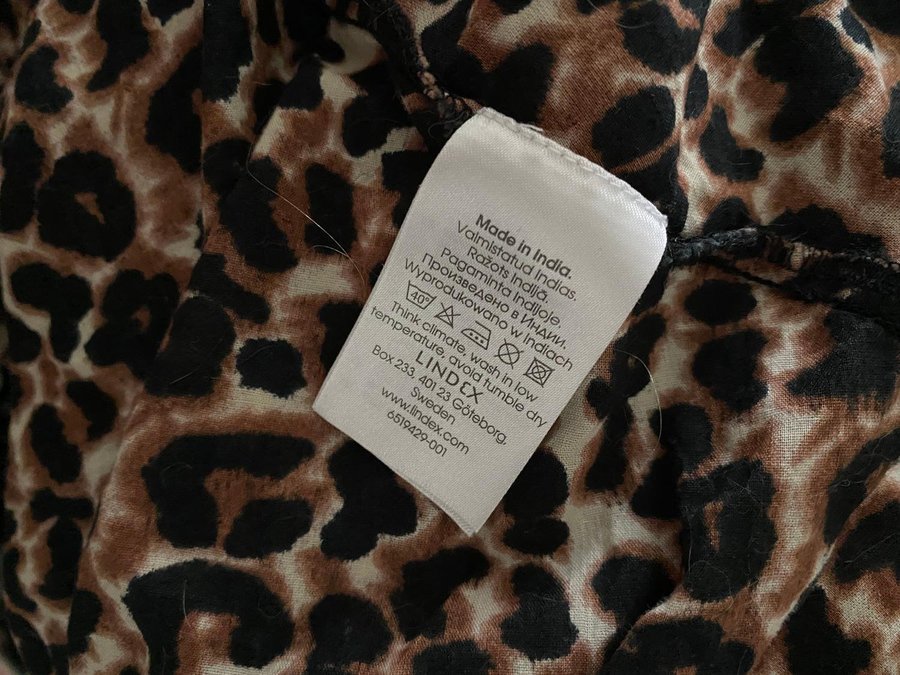 Made in India.
Valmistatud Indias.
Ražots Indijā.
Pagaminta Indijoje.
Произведено в Индии.
Wyprodukowano w Indiach
40°
Think climate, wash in low
temperature, avoid tumble dry
LINDEX
Box 233, 401 23 Göteborg,
Sweden
www.lindex.com
6519429-001